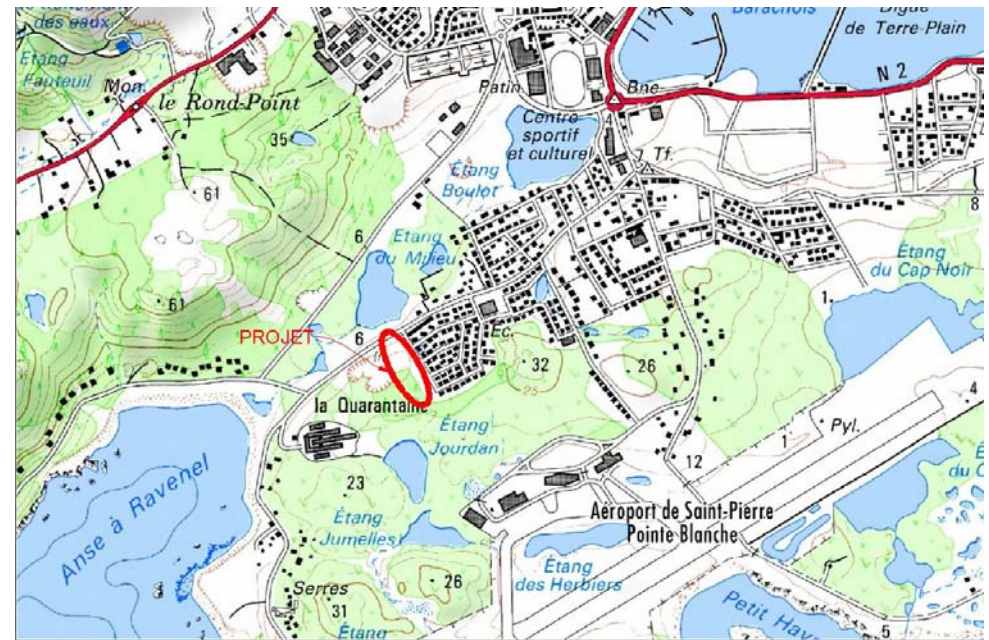 des eaux
Étang
Fauteuil
Mon.
le Rond-Point
35
61
61
6
Patin.
Centre
sportif
et culturel
Bne.
Barachois
Digue
de Terre-Plain
N 2
7
Tf.
8
Étang
Boulot
Étang
du Milieu
Étang
du Cap Noir
1
PROJET
6
Ec.
32
25
26
la Quarantaine
Étang
Jourdan
4
Pyl.
1
12
Anse à Ravenel
23
Étang
Jumelles
Aéroport de Saint-Pierre
Pointe Blanche
Étang
des Herbiers
Serres
31
26
Étang
Petit Hav
5